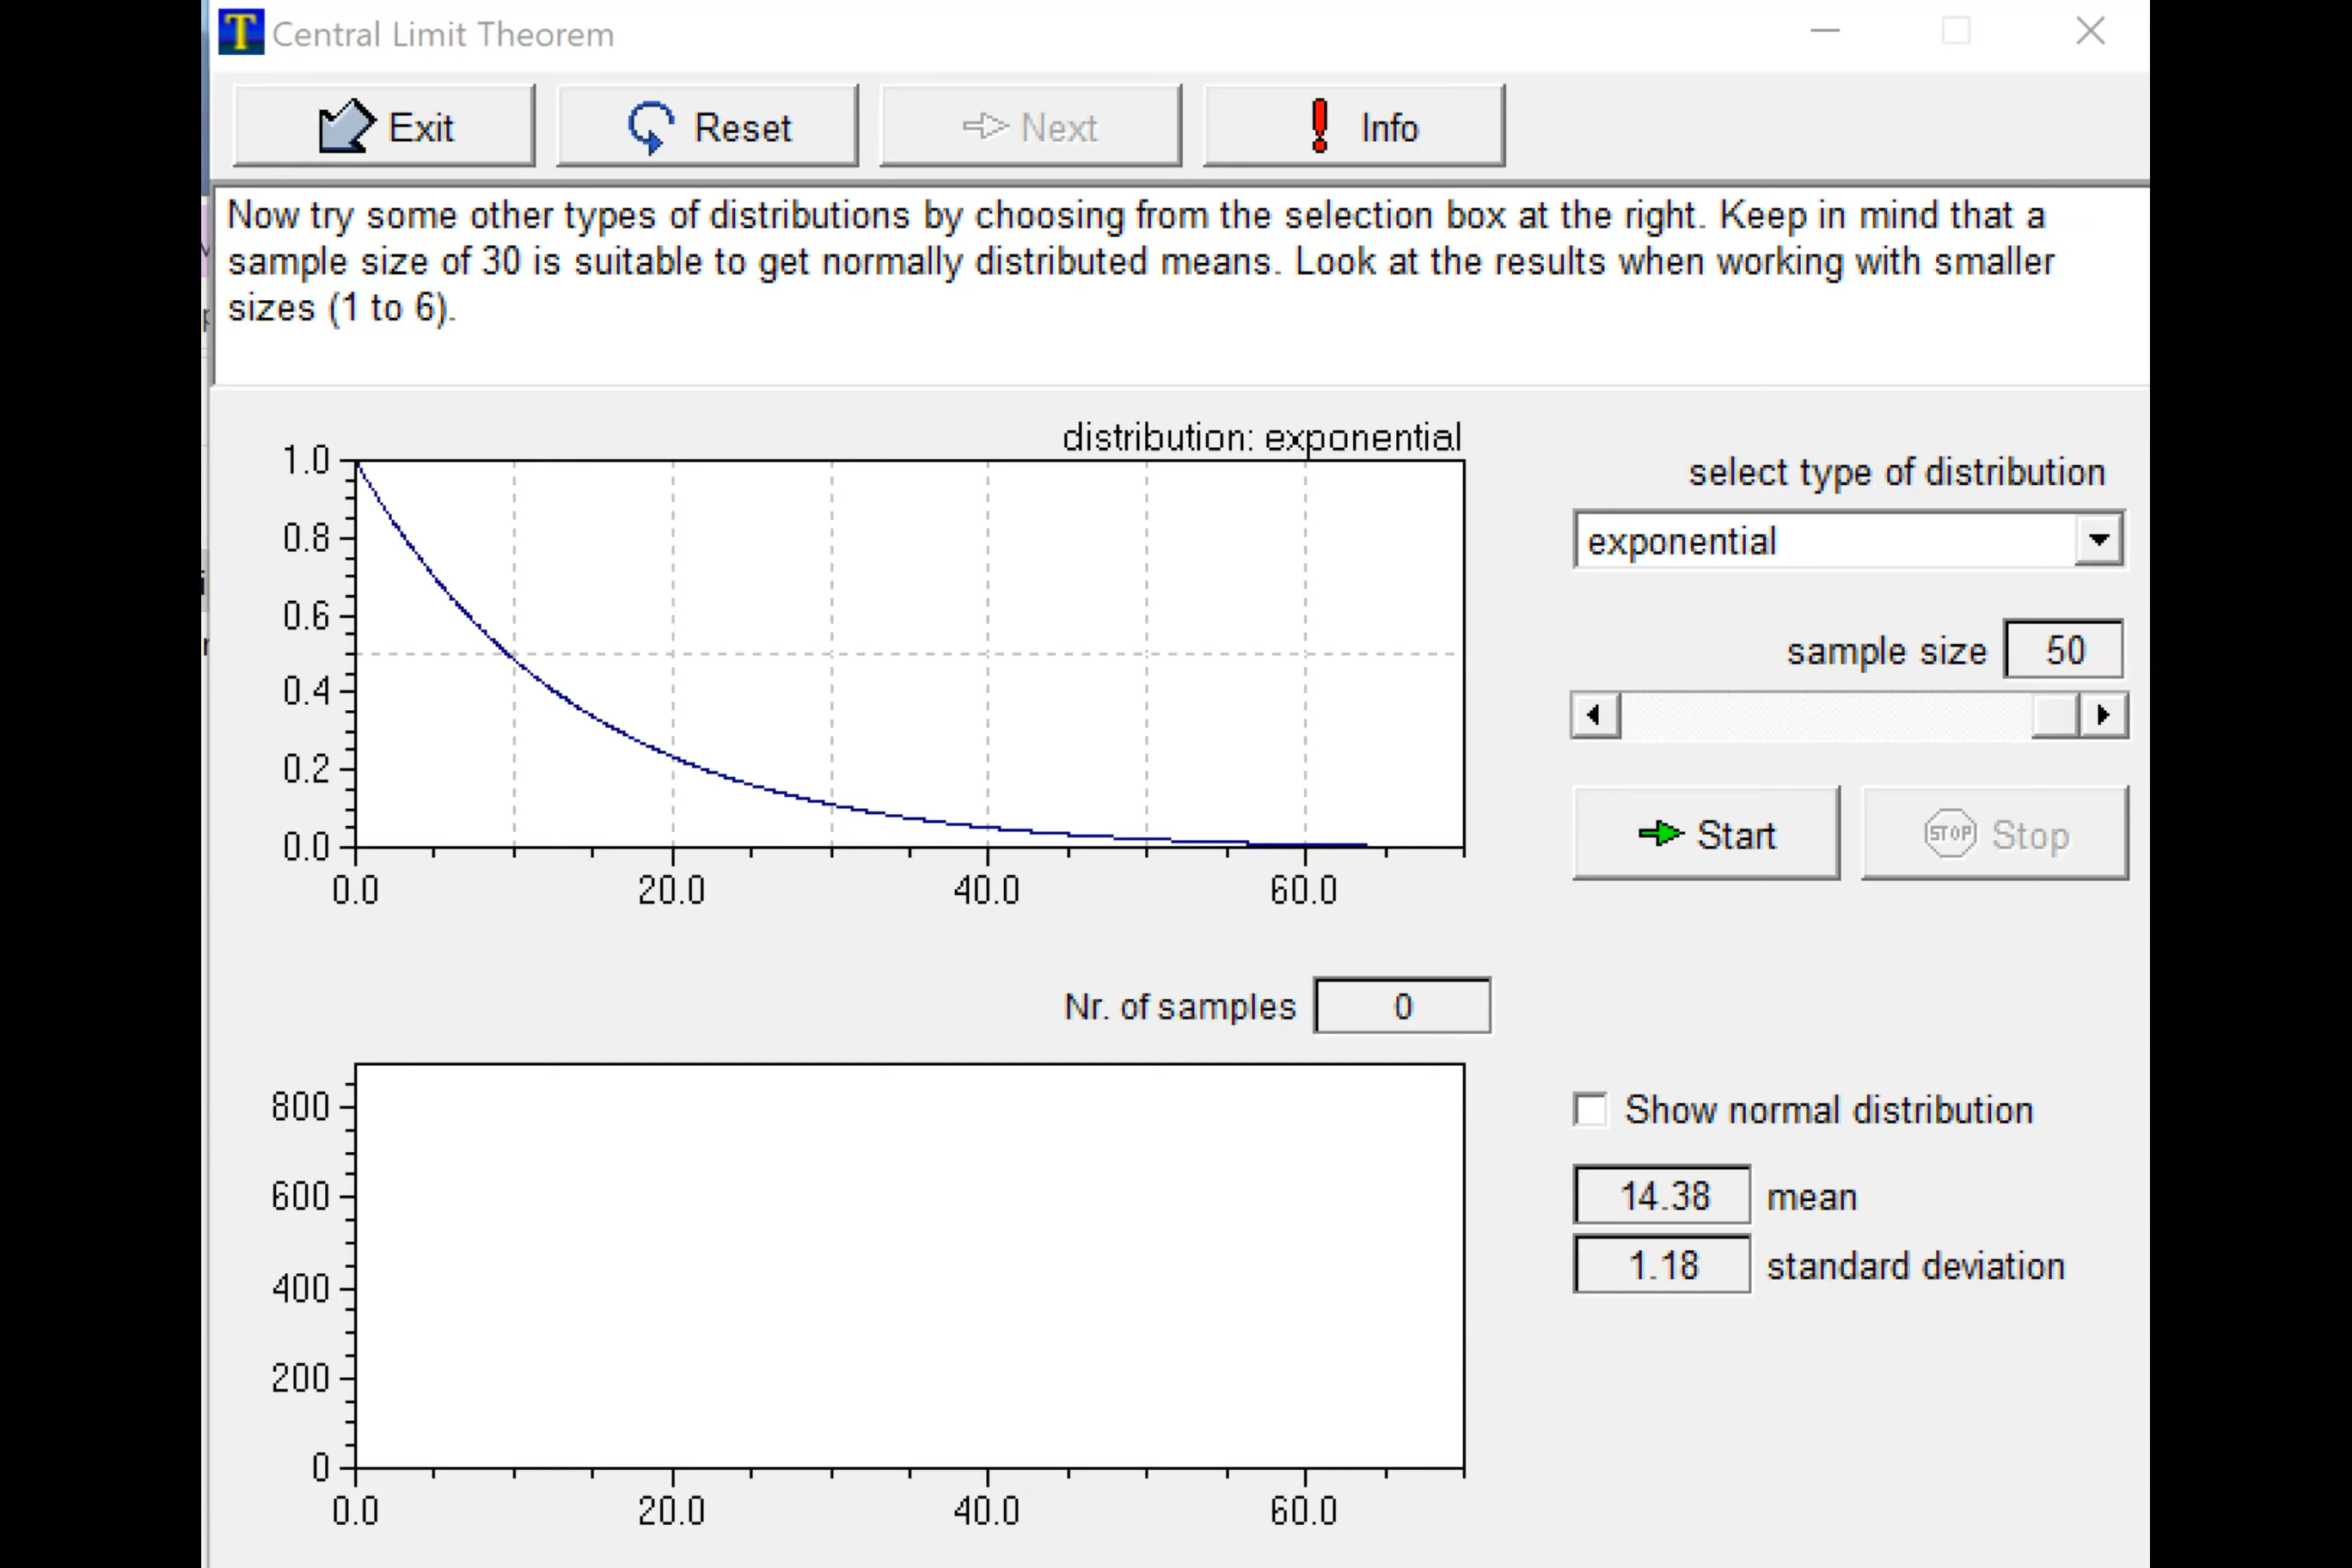 Central Limit Theorem
Exit
Reset
Next
Info
Now try some other types of distributions by choosing from the selection box at the right. Keep in mind that a
sample size of 30 is suitable to get normally distributed means. Look at the results when working with smaller
sizes (1 to 6).
distribution: exponential
1.0
0.8
0.6
0.4
0.2
0.0
0.0
20.0
40.0
60.0
select type of distribution
exponential
sample size
50
Start
STOP
Stop
Nr. of samples
0
800
600
400
200
0
0.0
20.0
40.0
60.0
Show normal distribution
14.38
mean
1.18
standard deviation